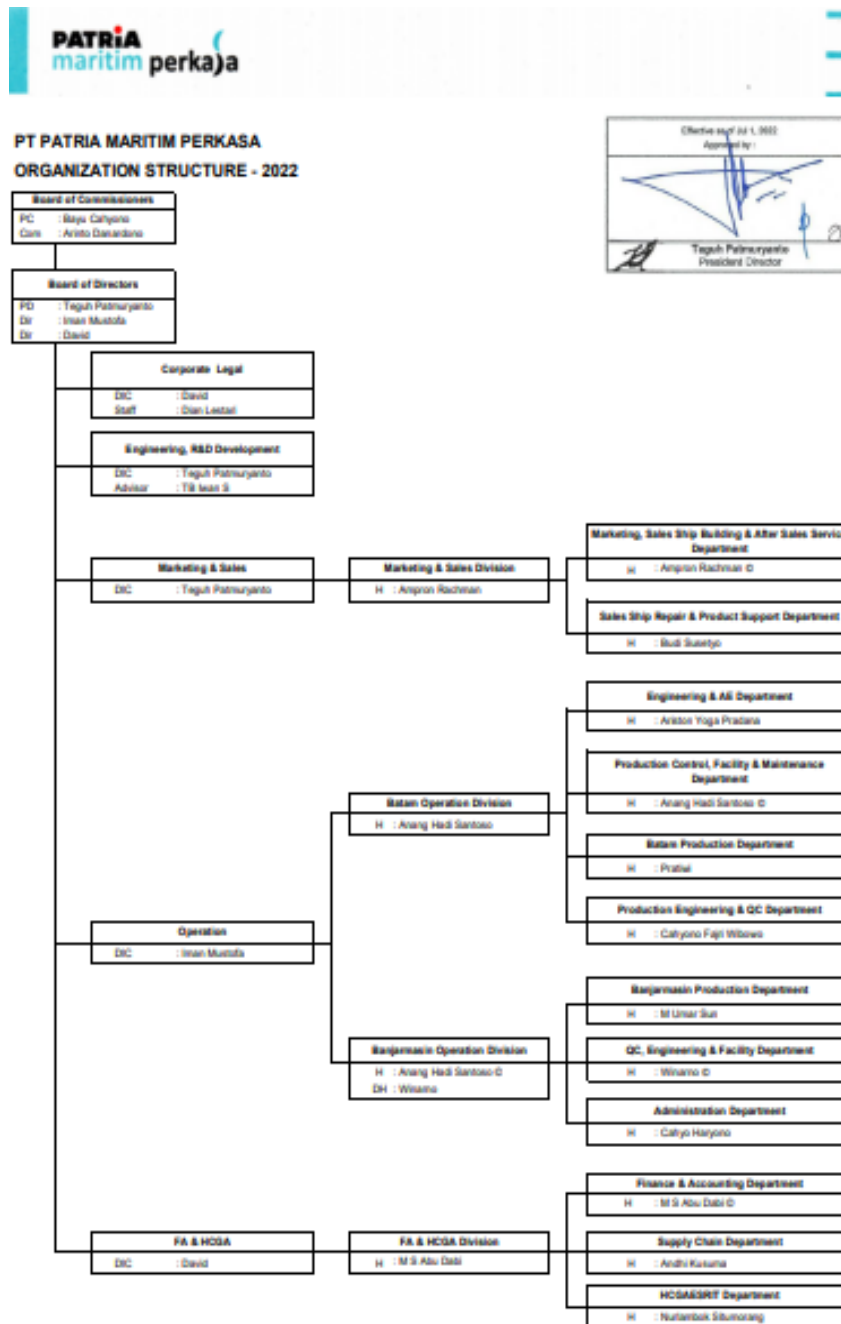 PATRiA
maritim perkasa
PT PATRIA MARITIM PERKASA
ORGANIZATION STRUCTURE - 2022
Effective as of Jul 1, 2022
Approved by :
Teguh Patmuryanto
President Director
Board of Commissioners
PC : Bayu Cahyono
Com : Arinto Danardono
Board of Directors
PD : Teguh Patmuryanto
Dir : Iman Mustofa
Dir : David
Corporate Legal
DIC : David
Staff : Dian Lestari
Engineering, R&D Development
DIC : Teguh Patmuryanto
Advisor : TB Iwan S
Marketing & Sales
DIC : Teguh Patmuryanto
Marketing & Sales Division
H : Ampron Rachman
Marketing, Sales Ship Building & After Sales Servic
Department
H : Ampron Rachman ©
Sales Ship Repair & Product Support Department
H : Budi Susetyo
Engineering & AE Department
H : Ariston Yoga Pradana
Production Control, Facility & Maintenance
Department
H : Anang Hadi Santoso ©
Batam Operation Division
H : Anang Hadi Santoso
Batam Production Department
H : Pratiwi
Production Engineering & QC Department
H : Cahyono Fajri Wibowo
Operation
DIC : Iman Mustofa
Banjarmasin Production Department
H : M Umar Sun
Banjarmasin Operation Division
H : Anang Hadi Santoso ©
DH : Winarno
QC, Engineering & Facility Department
H : Winarno ©
Administration Department
H : Cahyo Haryono
Finance & Accounting Department
H : M S Abu Dabi ©
FA & HCGA
DIC : David
FA & HCGA Division
H : M S Abu Dabi
Supply Chain Department
H : Andhi Kusuma
HCGAESRIT Department
H : Nurlambok Situmorang